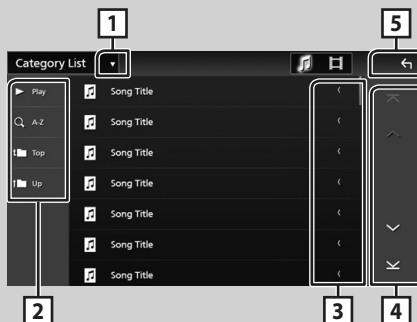 1
5
Category List
Play
Song Title
A-Z
Song Title
Top
Song Title
Up
Song Title
Song Title
Song Title
Song Title
2
3
4